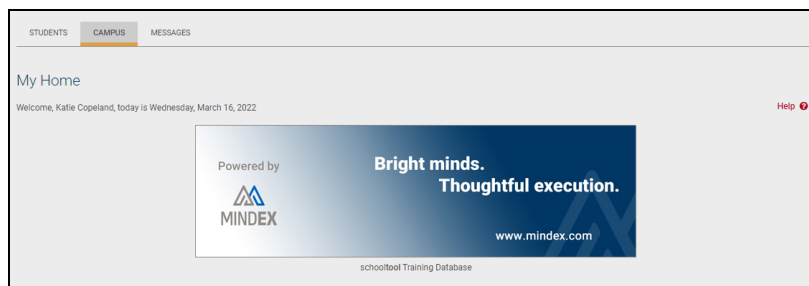 STUDENTS CAMPUS MESSAGES
My Home
Welcome, Katie Copeland, today is Wednesday, March 16, 2022
Help ?
Powered by
MINDEX
Bright minds.
Thoughtful execution.
www.mindex.com
schooltool Training Database